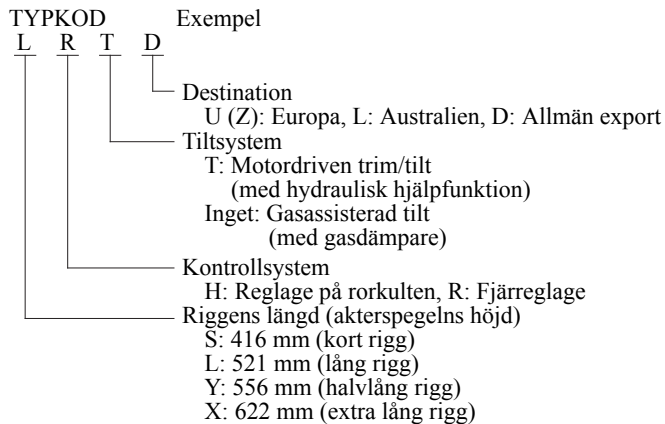 TYPKOD Exempel
L R T D
Destination
U (Z): Europa, L: Australien, D: Allmän export
Tiltsystem
T: Motordriven trim/tilt
(med hydraulisk hjälpfunktion)
Inget: Gasassisterad tilt
(med gasdämpare)
Kontrollsystem
H: Reglage på rorkulten, R: Fjärreglage
Riggens längd (akterspegelns höjd)
S: 416 mm (kort rigg)
L: 521 mm (lång rigg)
Y: 556 mm (halvlång rigg)
X: 622 mm (extra lång rigg)